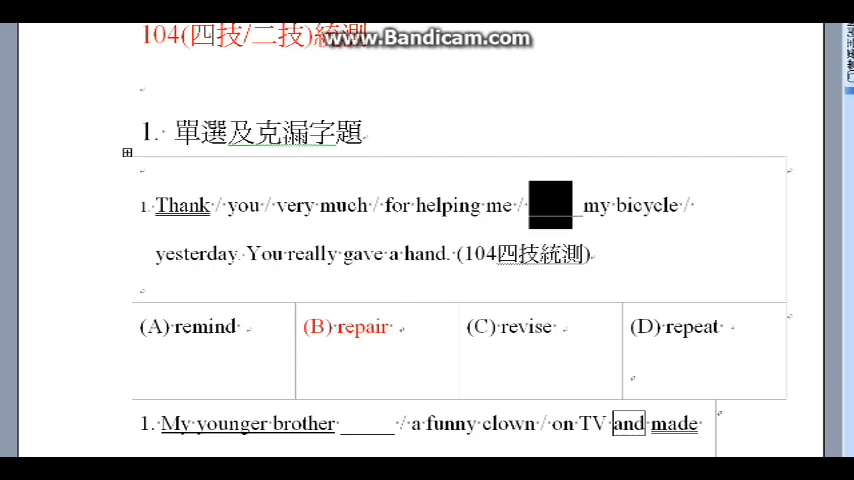 104(四技/二技)統測
www.Bandicam.com
1. 單選及克漏字題
1. Thank / you / very much / for helping me / _____ my bicycle /
yesterday. You really gave a hand. (104四技統測)
(A) remind (B) repair (C) revise (D) repeat
1. My younger brother _____ / a funny clown / on TV and made